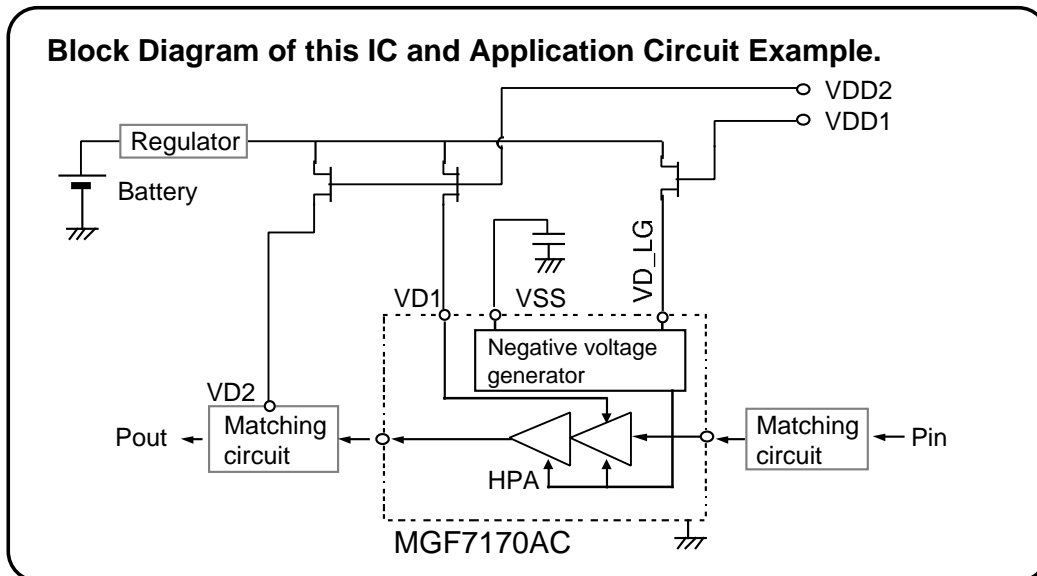 Block Diagram of this IC and Application Circuit Example.
VDD2
VDD1
Regulator
Battery
VD_LG
VD1
VSS
Negative voltage
generator
VD2
Pout
Matching
circuit
HPA
Matching
circuit
Pin
MGF7170AC